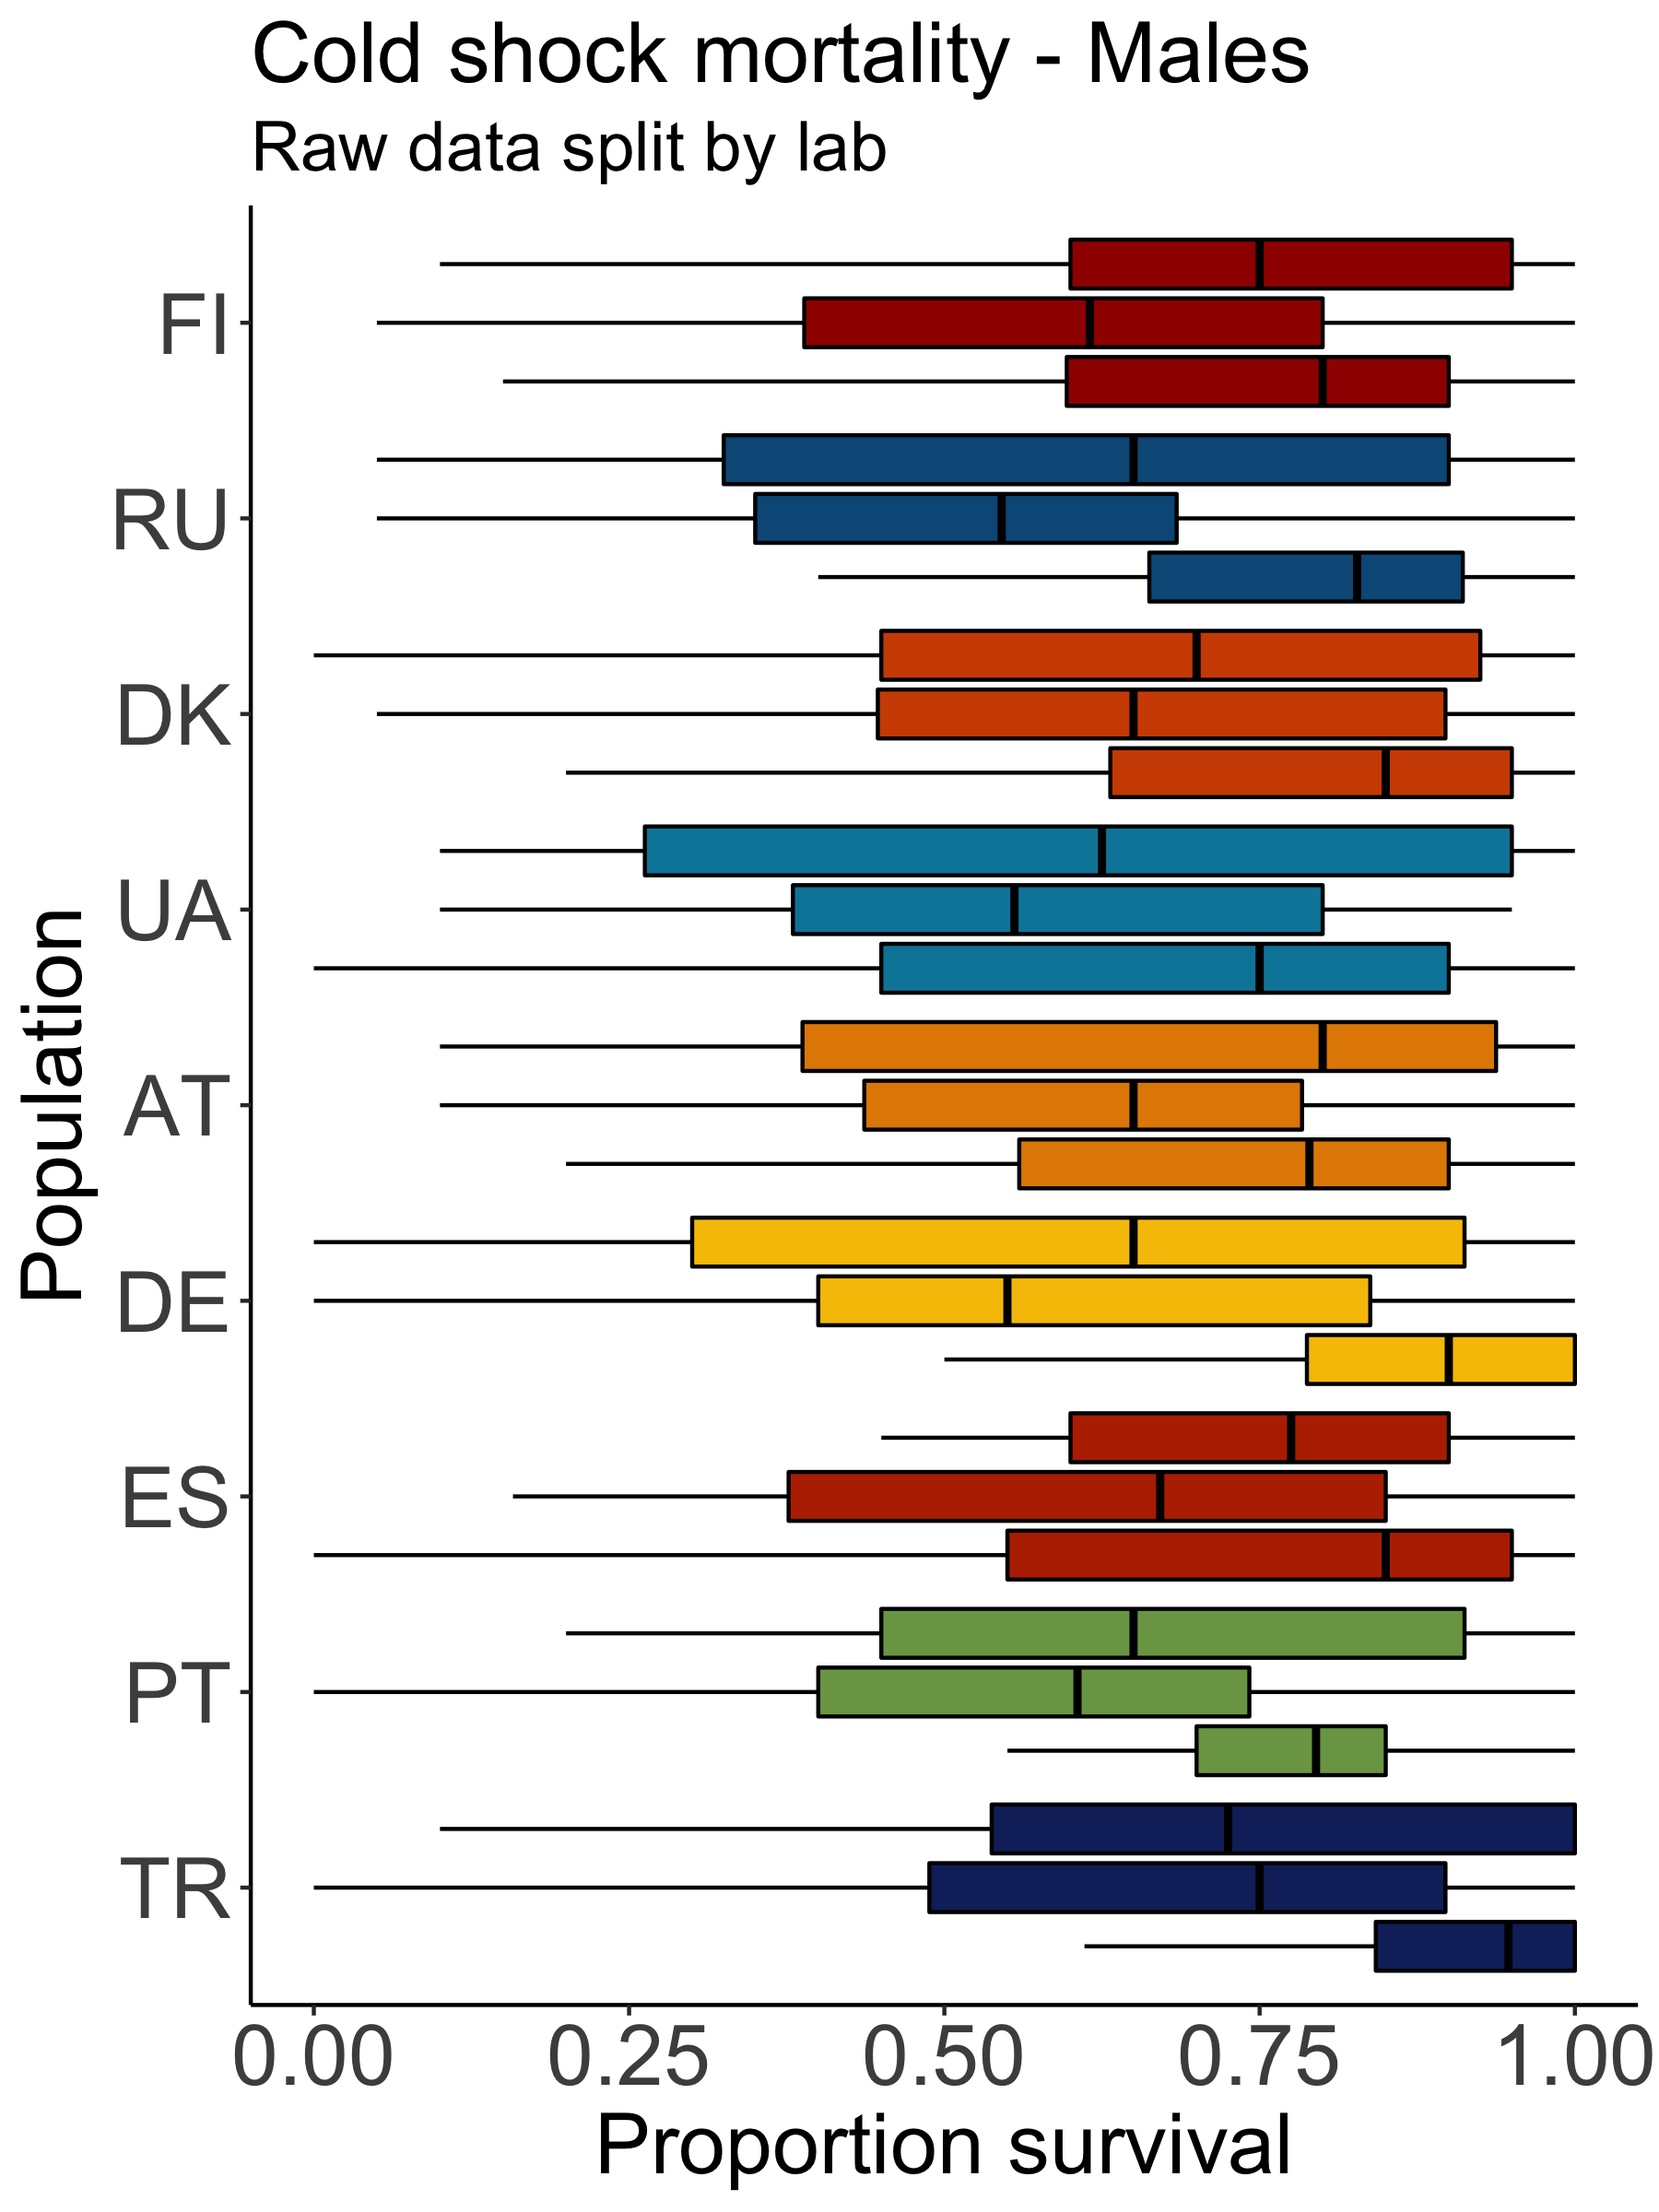 Cold shock mortality - Males
Raw data split by lab
Population
FI
RU
DK
UA
AT
DE
ES
PT
TR
0.00 0.25 0.50 0.75 1.00
Proportion survival